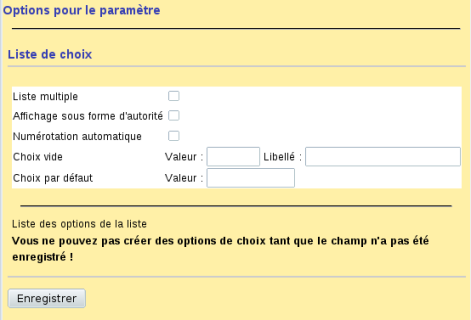 Options pour le paramètre
Liste de choix
Liste multiple
Affichage sous forme d'autorité
Numérotation automatique
Choix vide Valeur : Libellé :
Choix par défaut Valeur :
Liste des options de la liste
Vous ne pouvez pas créer des options de choix tant que le champ n'a pas été
enregistré !
Enregistrer